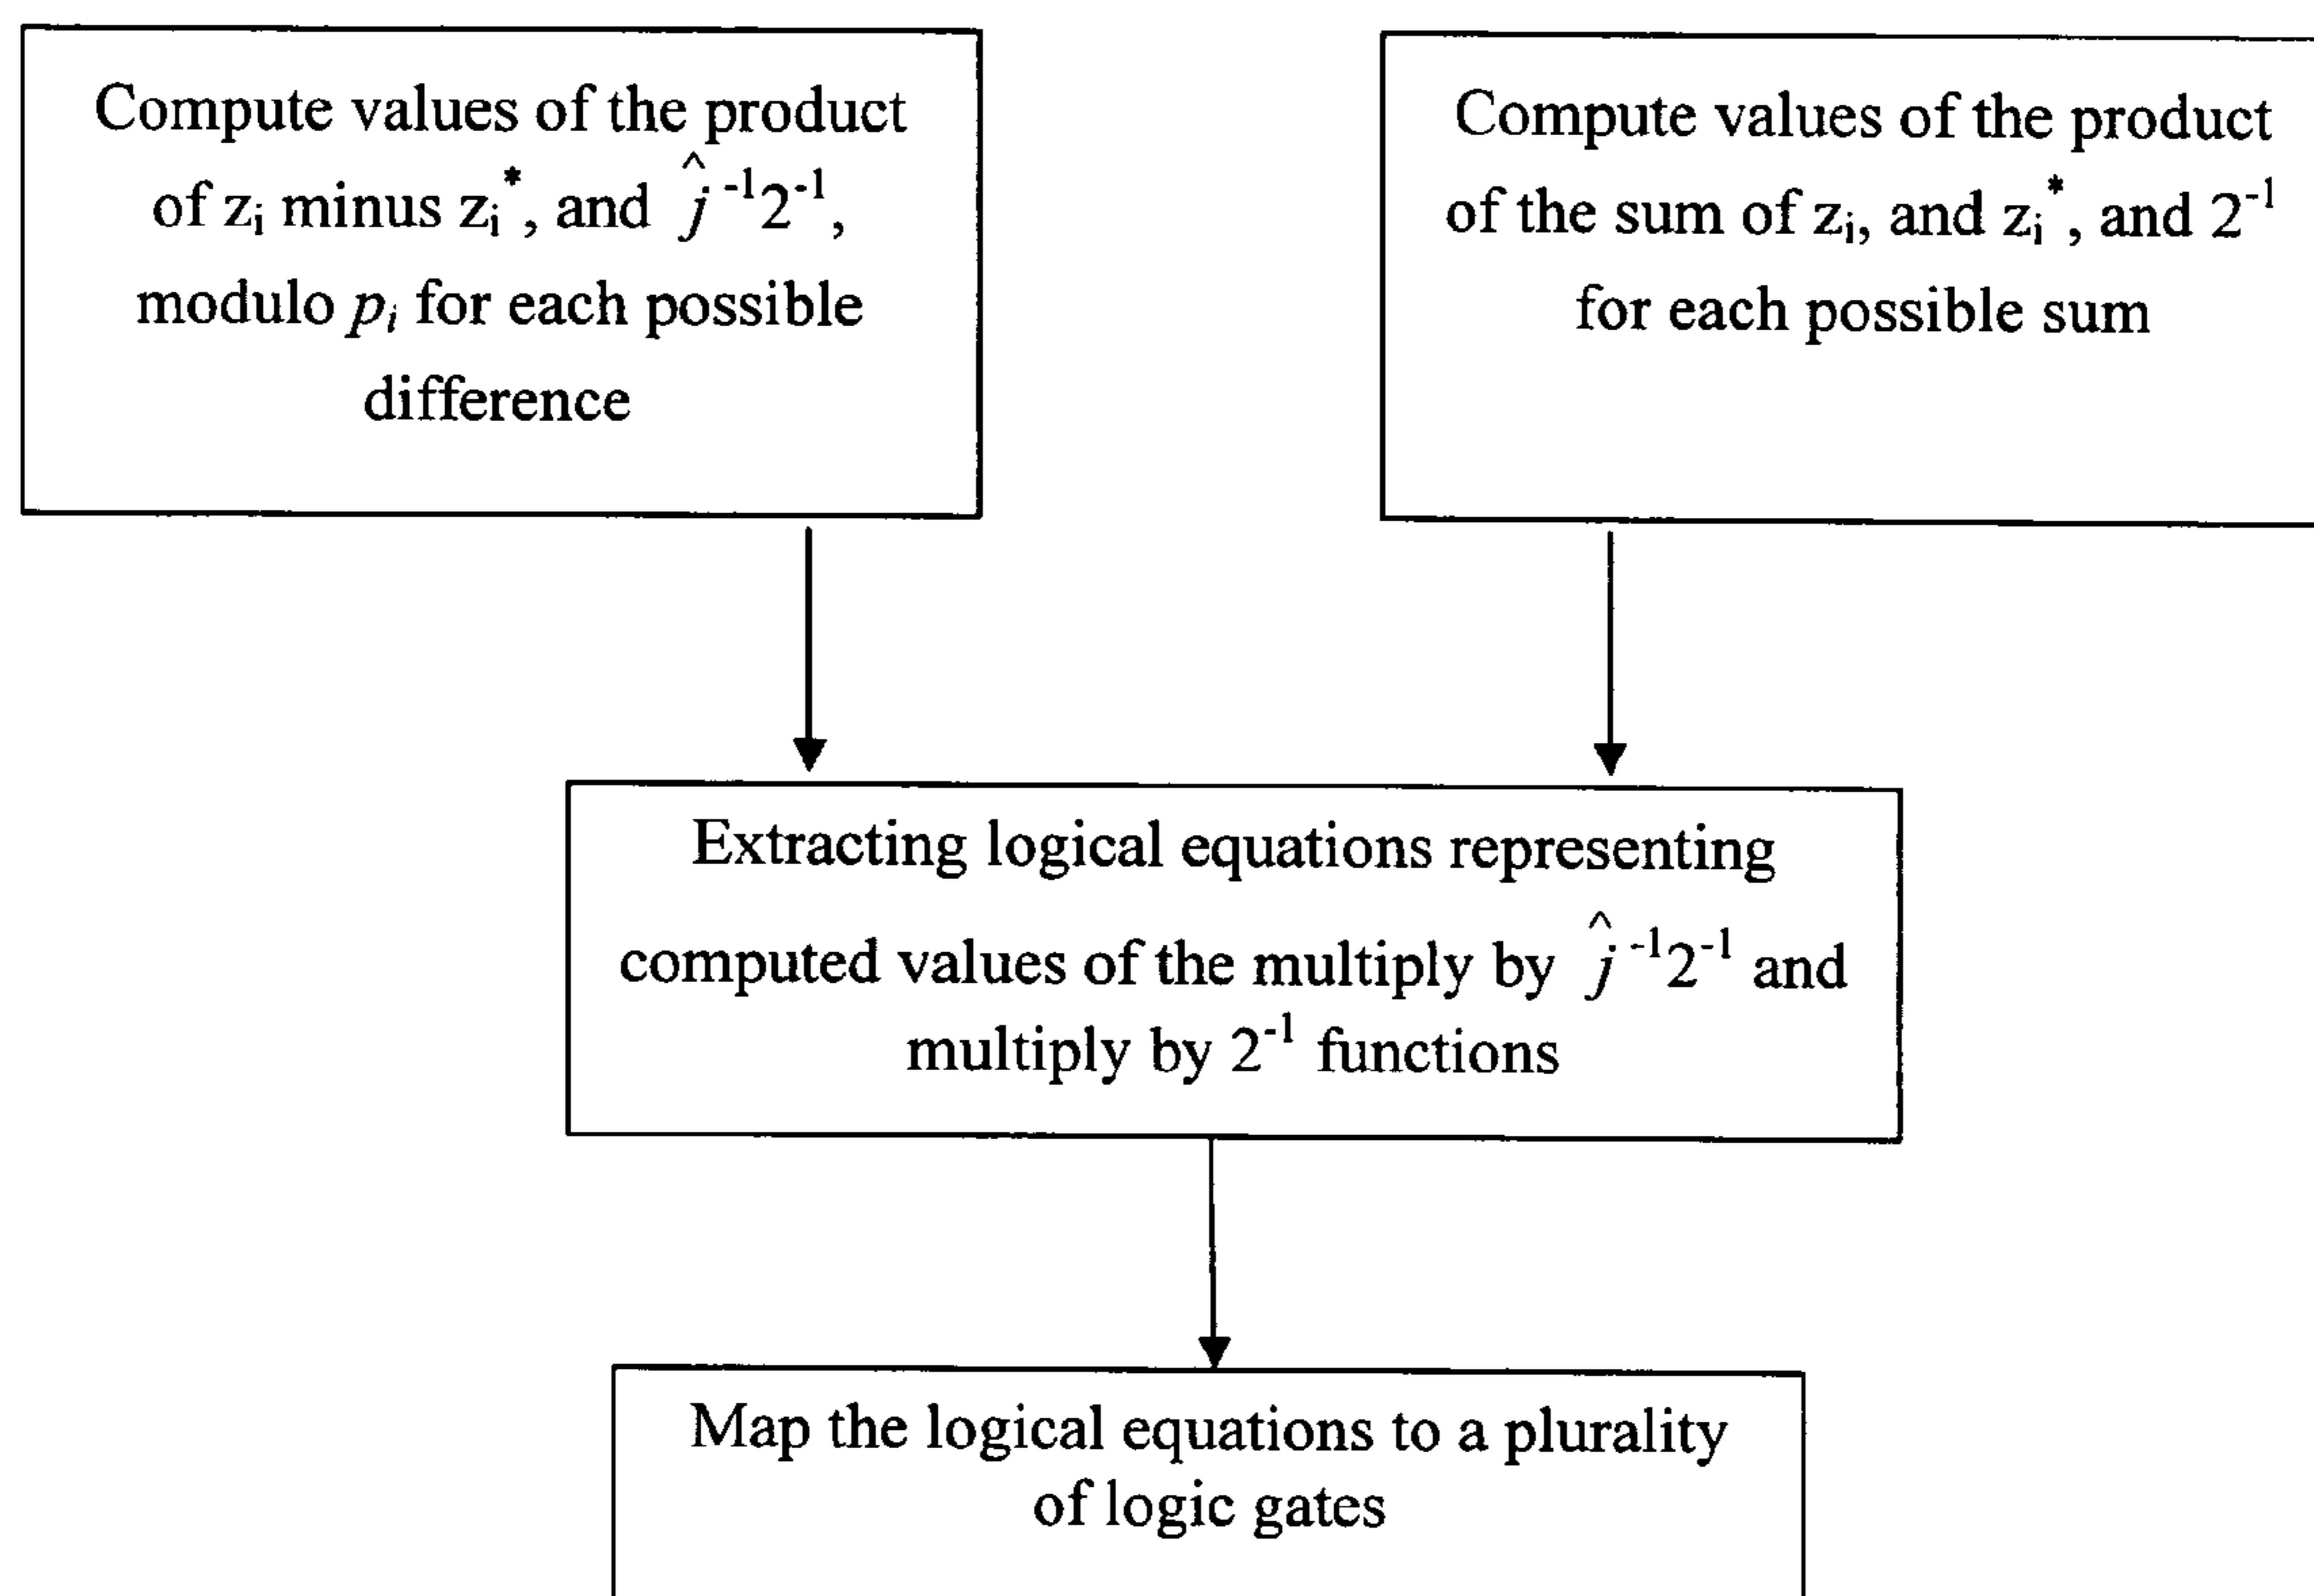 Compute values of the product
of zᵢ minus zᵢ*, and ĵ⁻¹2⁻¹,
modulo pᵢ for each possible
difference
Compute values of the product
of the sum of zᵢ, and zᵢ*, and 2⁻¹
for each possible sum
Extracting logical equations representing
computed values of the multiply by ĵ⁻¹2⁻¹ and
multiply by 2⁻¹ functions
Map the logical equations to a plurality
of logic gates